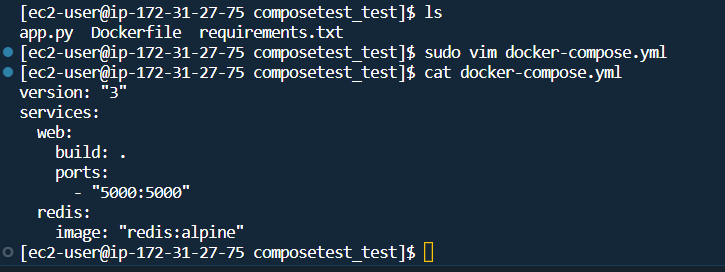 [ec2-user@ip-172-31-27-75 composetest_test]$ ls
app.py  Dockerfile  requirements.txt
[ec2-user@ip-172-31-27-75 composetest_test]$ sudo vim docker-compose.yml
[ec2-user@ip-172-31-27-75 composetest_test]$ cat docker-compose.yml
version: "3"
services:
  web:
    build: .
    ports:
      - "5000:5000"
  redis:
    image: "redis:alpine"
[ec2-user@ip-172-31-27-75 composetest_test]$